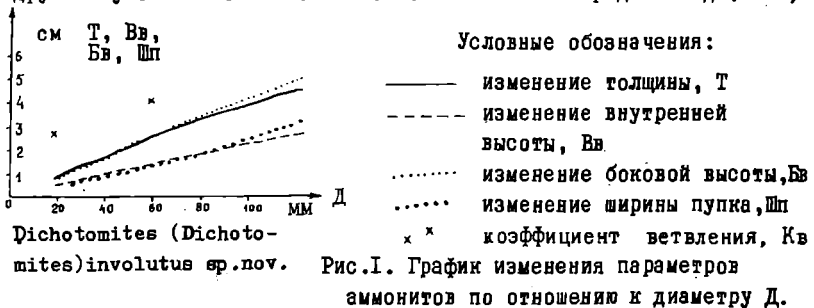 см Т, Вв,
Бв, Шп
6
5
4
3
2
1
0 20 40 60 80 100 мм Д
Dichotomites (Dichoto-
mites)involutus sp.nov.
Условные обозначения:
изменение толщины, Т
изменение внутренней
высоты, Вв
изменение боковой высоты,Бв
изменение ширины пупка,Шп
коэффициент ветвления, Кв
Рис.I. График изменения параметров
аммонитов по отношению к диаметру Д.